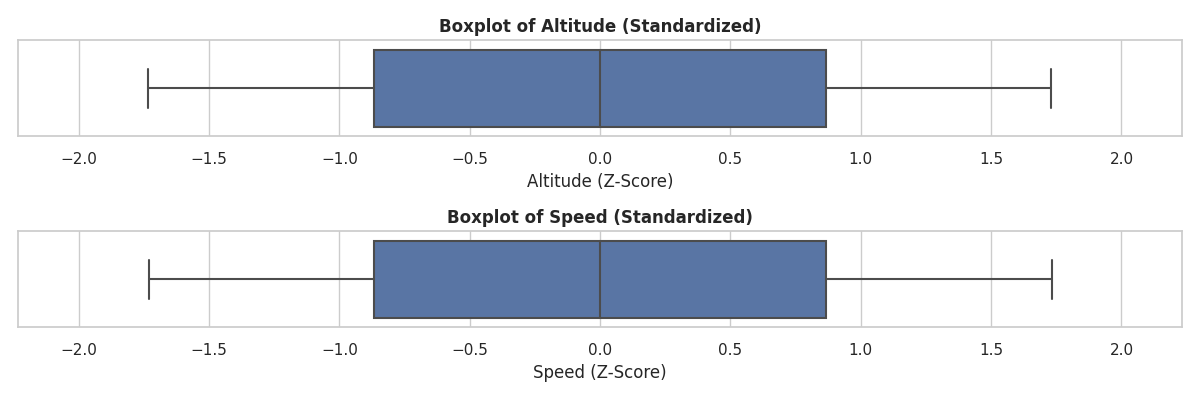 Boxplot of Altitude (Standardized)
−2.0 −1.5 −1.0 −0.5 0.0 0.5 1.0 1.5 2.0
Altitude (Z-Score)
Boxplot of Speed (Standardized)
−2.0 −1.5 −1.0 −0.5 0.0 0.5 1.0 1.5 2.0
Speed (Z-Score)